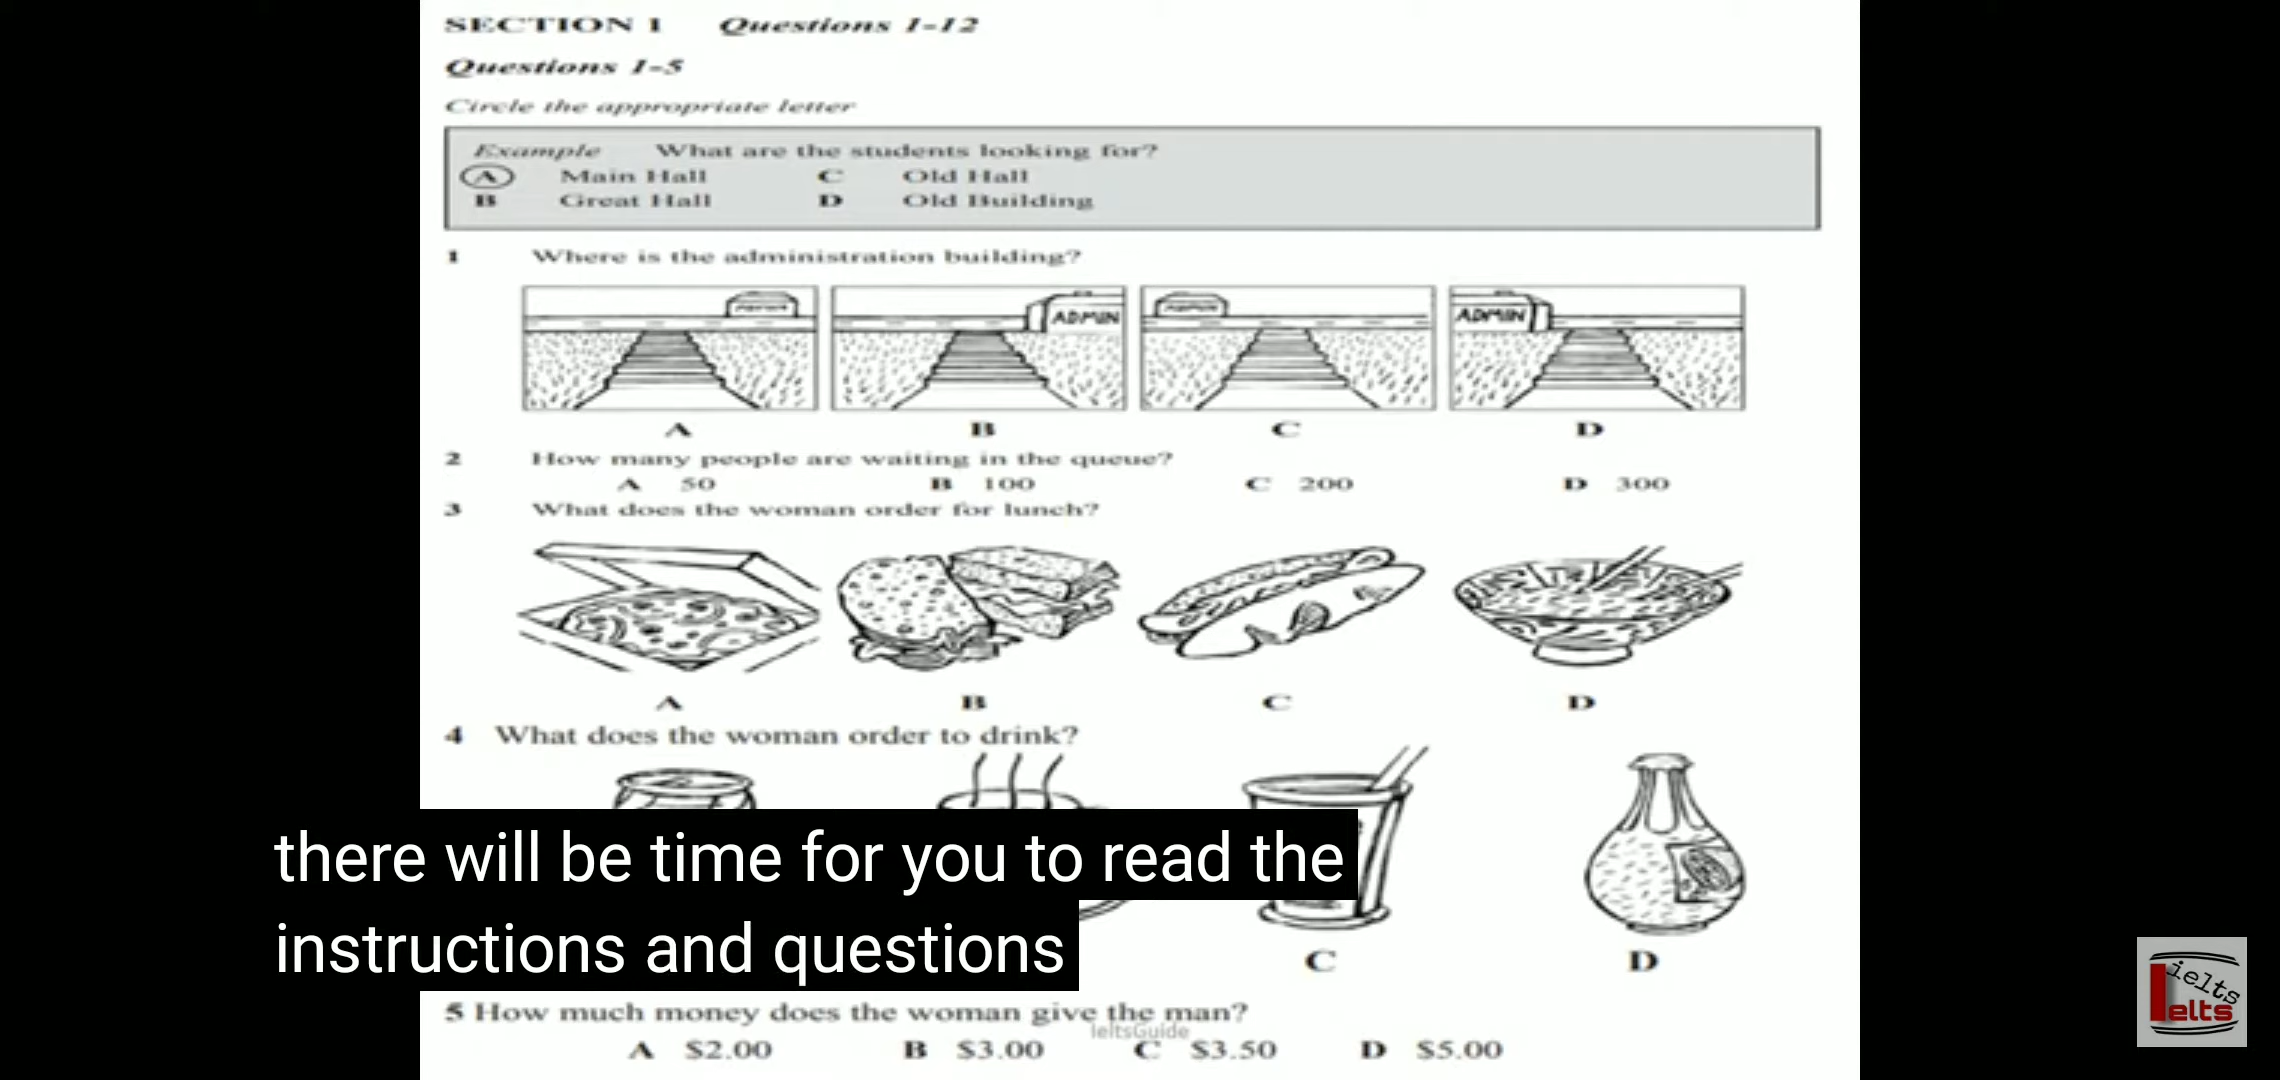 SECTION 1 Questions 1-12
Questions 1-5
Circle the appropriate letter
Example What are the students looking for?
A Main Hall C Old Hall
B Great Hall D Old Building
1 Where is the administration building?
ADMIN ADMIN ADMIN ADMIN
A B C D
2 How many people are waiting in the queue?
A 50 B 100 C 200 D 300
3 What does the woman order for lunch?
A B C D
4 What does the woman order to drink?
there will be time for you to read the
instructions and questions
C D
5 How much money does the woman give the man?
IeltsGuide
A $2.00 B $3.00 C $3.50 D $5.00
ielts
Ielts